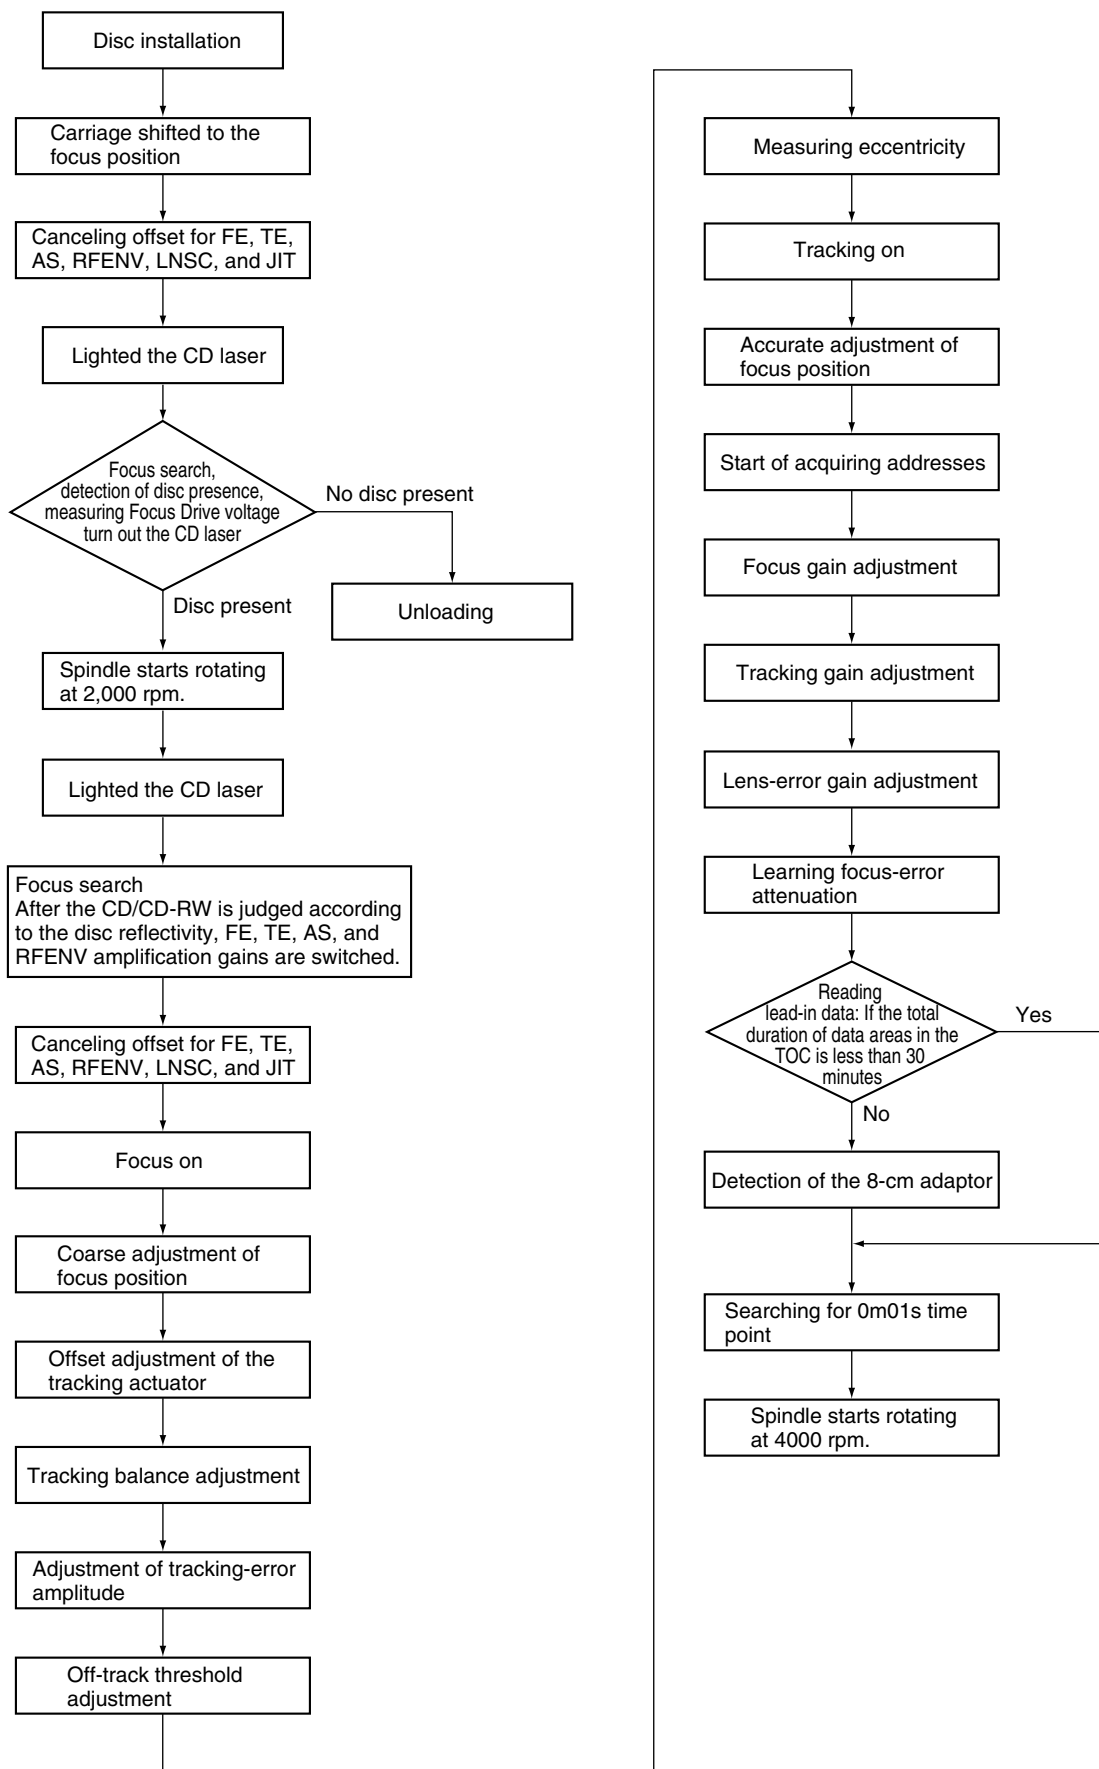 Disc installation
Carriage shifted to the
focus position
Canceling offset for FE, TE,
AS, RFENV, LNSC, and JIT
Lighted the CD laser
Focus search,
detection of disc presence,
measuring Focus Drive voltage
turn out the CD laser
No disc present
Unloading
Disc present
Spindle starts rotating
at 2,000 rpm.
Lighted the CD laser
Focus search
After the CD/CD-RW is judged according
to the disc reflectivity, FE, TE, AS, and
RFENV amplification gains are switched.
Canceling offset for FE, TE,
AS, RFENV, LNSC, and JIT
Focus on
Coarse adjustment of
focus position
Offset adjustment of the
tracking actuator
Tracking balance adjustment
Adjustment of tracking-error
amplitude
Off-track threshold
adjustment
Measuring eccentricity
Tracking on
Accurate adjustment of
focus position
Start of acquiring addresses
Focus gain adjustment
Tracking gain adjustment
Lens-error gain adjustment
Learning focus-error
attenuation
Reading
lead-in data: If the total
duration of data areas in the
TOC is less than 30
minutes
Yes
No
Detection of the 8-cm adaptor
Searching for 0m01s time
point
Spindle starts rotating
at 4000 rpm.